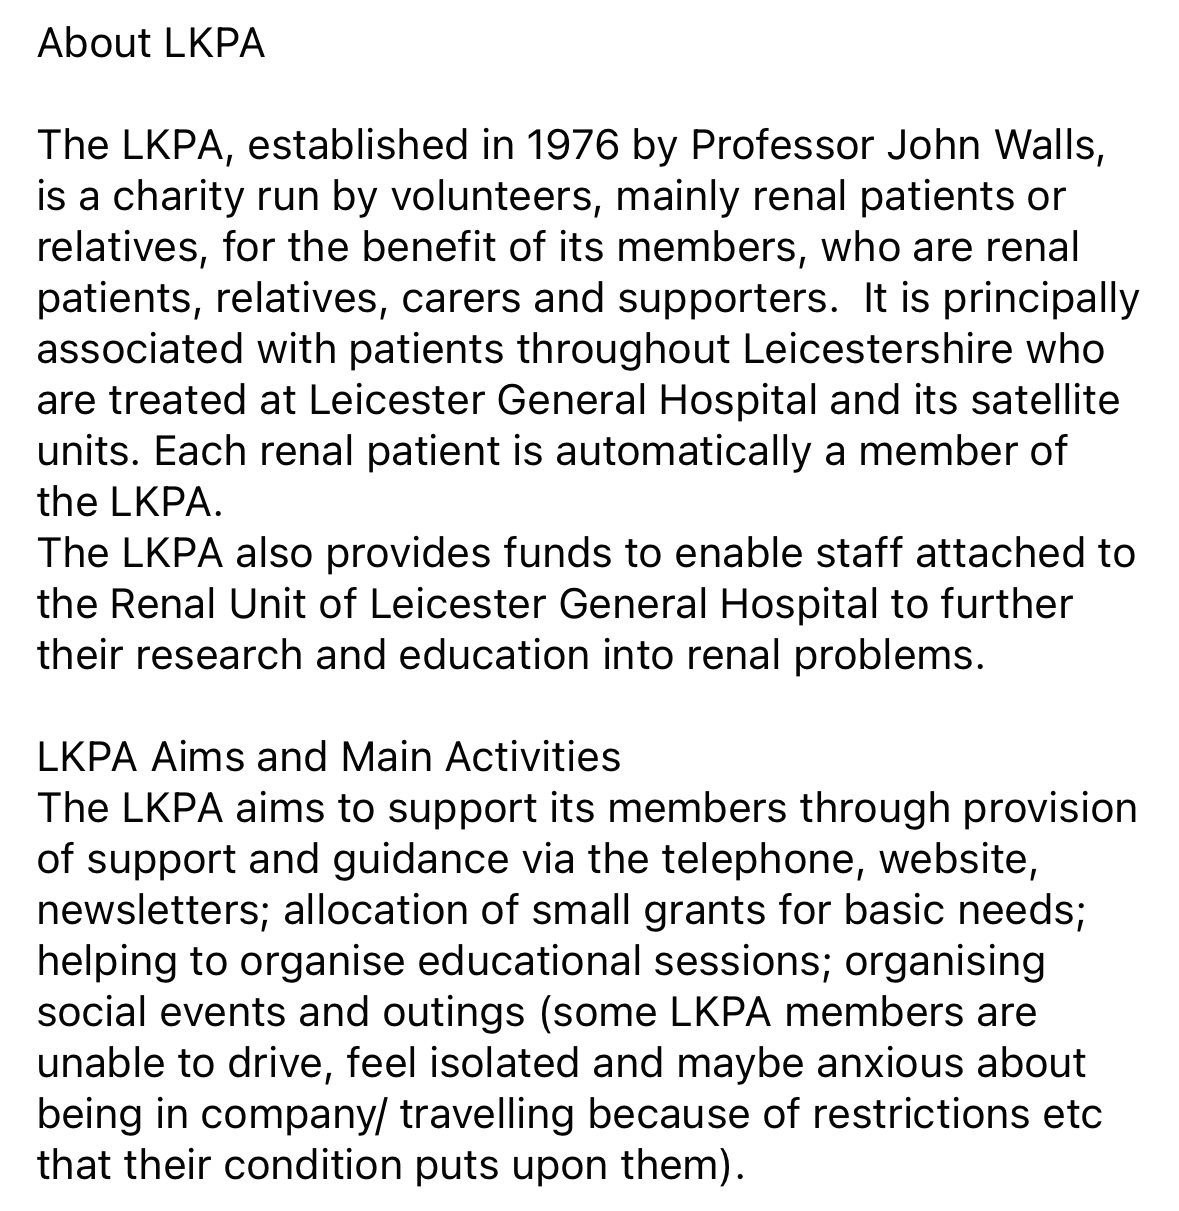 About LKPA
The LKPA, established in 1976 by Professor John Walls,
is a charity run by volunteers, mainly renal patients or
relatives, for the benefit of its members, who are renal
patients, relatives, carers and supporters.  It is principally
associated with patients throughout Leicestershire who
are treated at Leicester General Hospital and its satellite
units. Each renal patient is automatically a member of
the LKPA.
The LKPA also provides funds to enable staff attached to
the Renal Unit of Leicester General Hospital to further
their research and education into renal problems.
LKPA Aims and Main Activities
The LKPA aims to support its members through provision
of support and guidance via the telephone, website,
newsletters; allocation of small grants for basic needs;
helping to organise educational sessions; organising
social events and outings (some LKPA members are
unable to drive, feel isolated and maybe anxious about
being in company/ travelling because of restrictions etc
that their condition puts upon them).